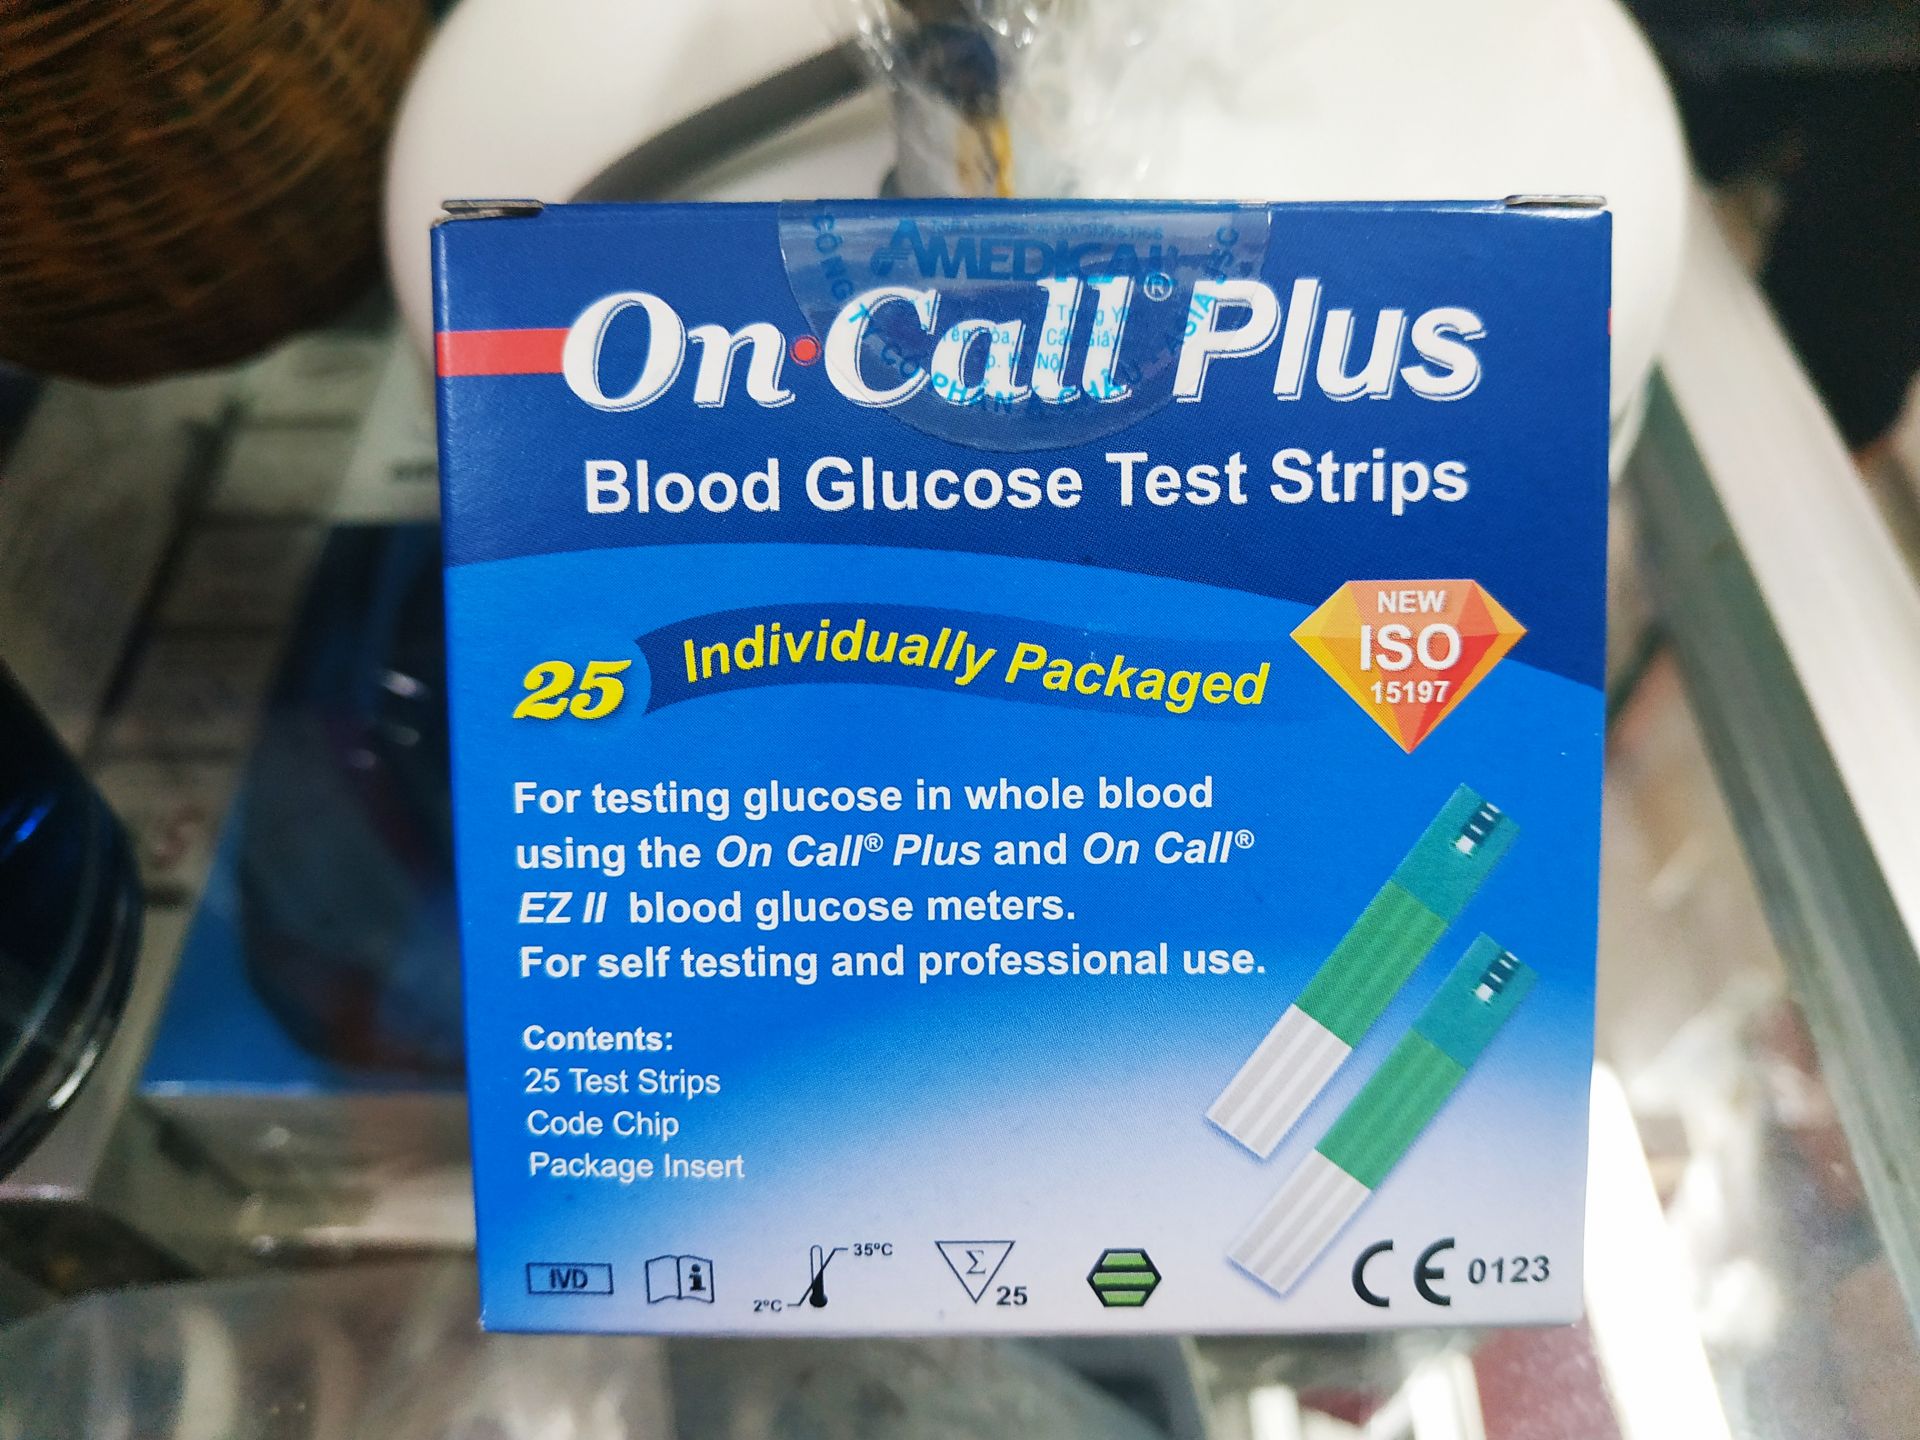 AMEDICAL
On·Call® Plus
Blood Glucose Test Strips
25 Individually Packaged
NEW
ISO
15197
For testing glucose in whole blood
using the On Call® Plus and On Call®
EZ II blood glucose meters.
For self testing and professional use.
Contents:
25 Test Strips
Code Chip
Package Insert
IVD
i
2°C
35°C
Σ
25
CE 0123